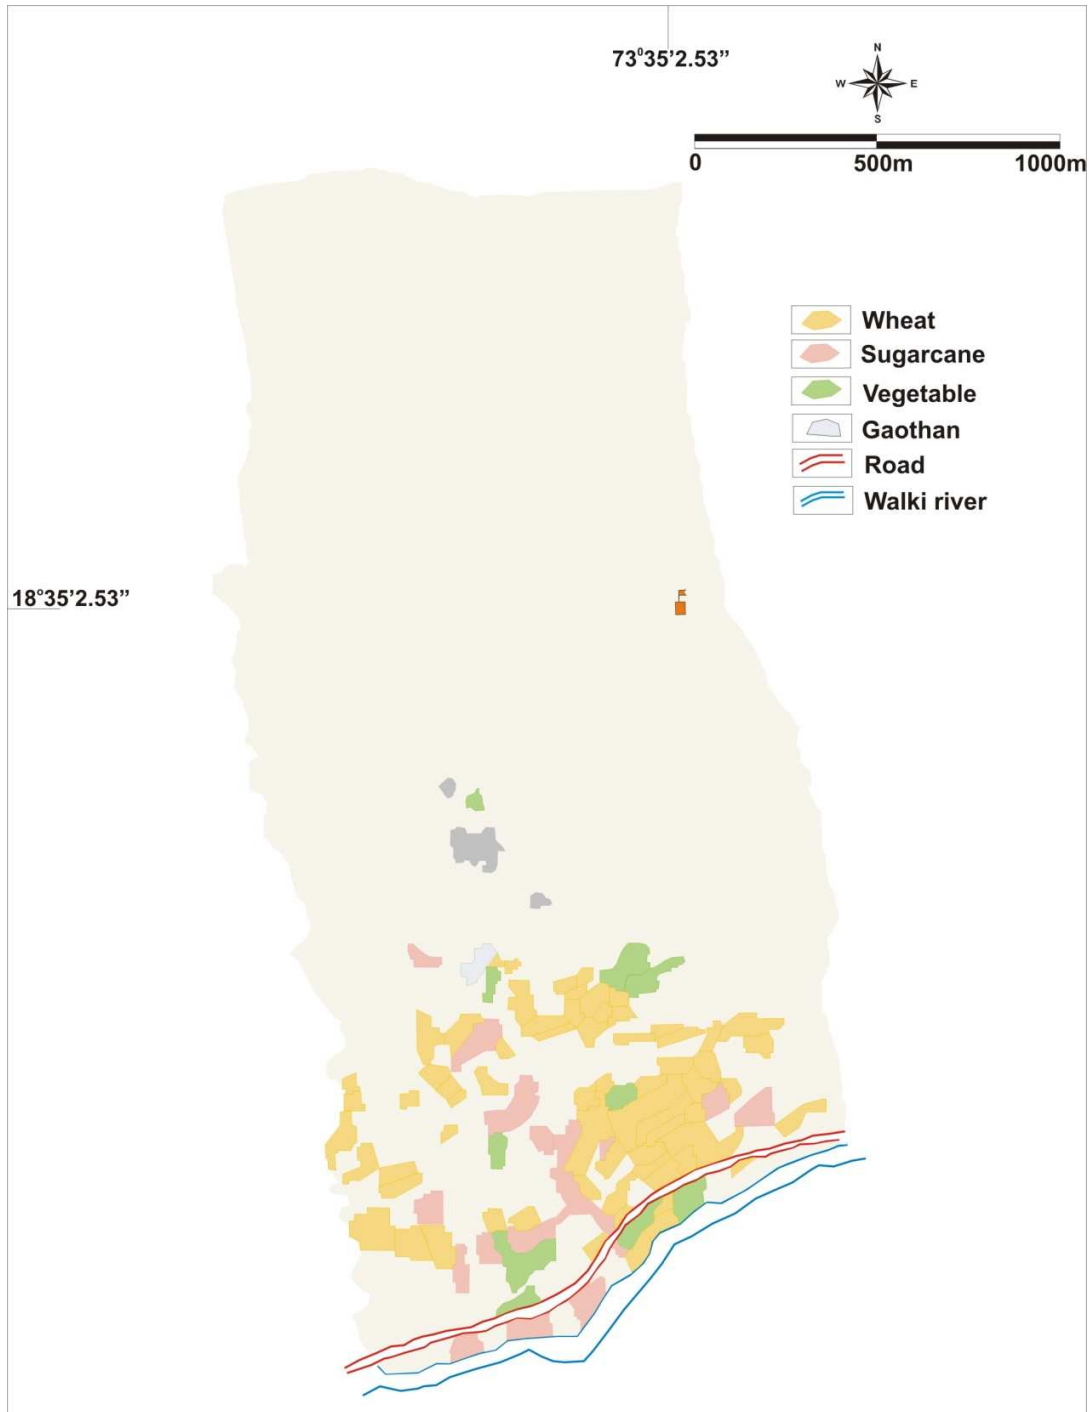 73⁰35’2.53”
N
W E
S
0 500m 1000m
Wheat
Sugarcane
Vegetable
Gaothan
Road
Walki river
18°35’2.53”